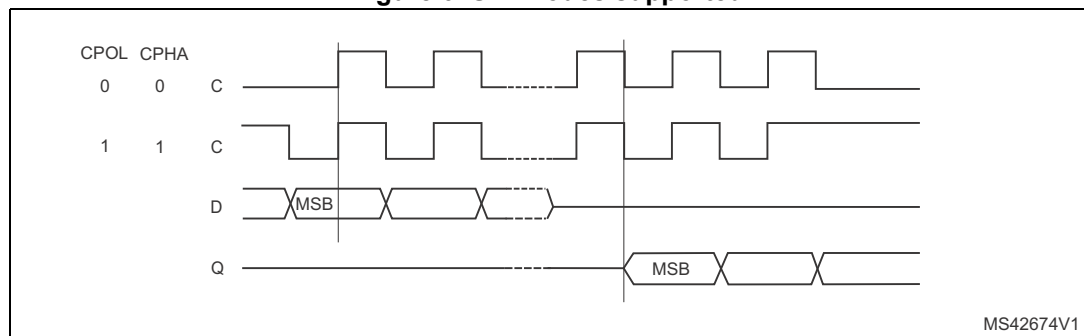 CPOL CPHA
0 0 C
1 1 C
D MSB
Q MSB
MS42674V1